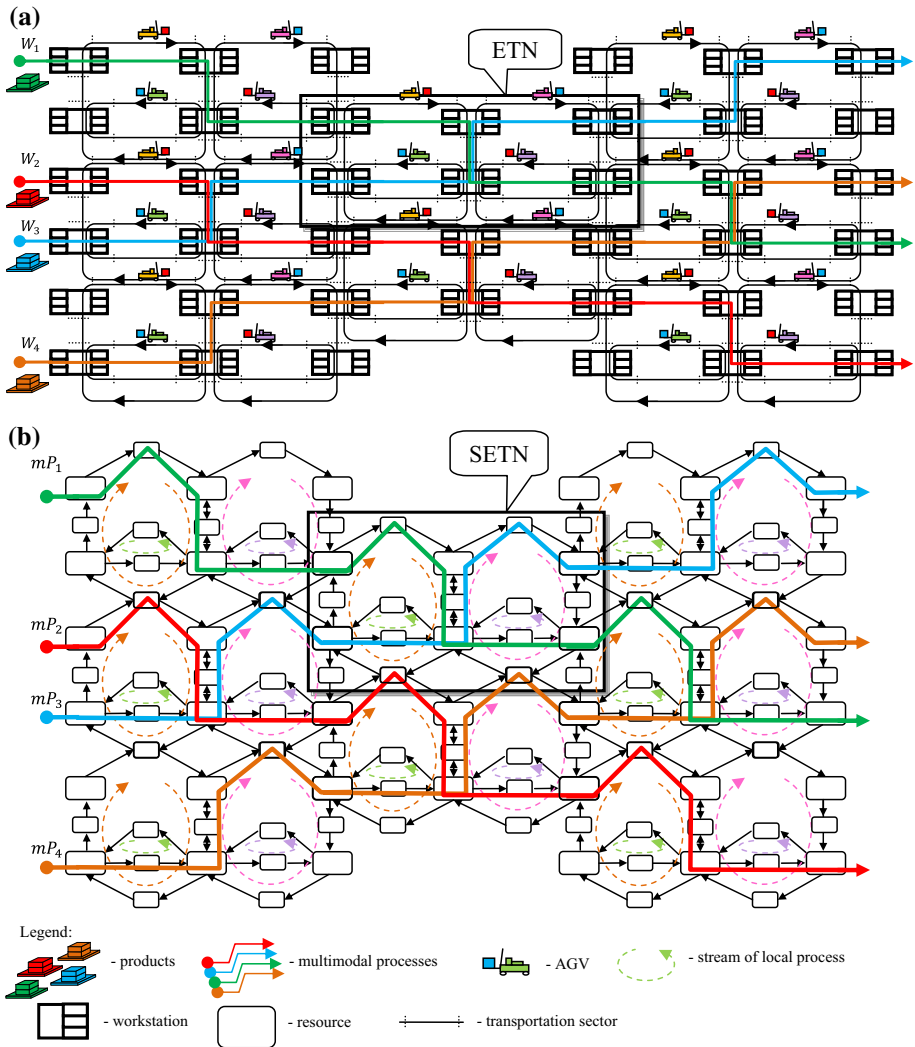 (a)
ETN
W₁
W₂
W₃
W₄
(b)
SETN
mP₁
mP₂
mP₃
mP₄
Legend:
- products
- multimodal processes
- AGV
- stream of local process
- workstation
- resource
- transportation sector